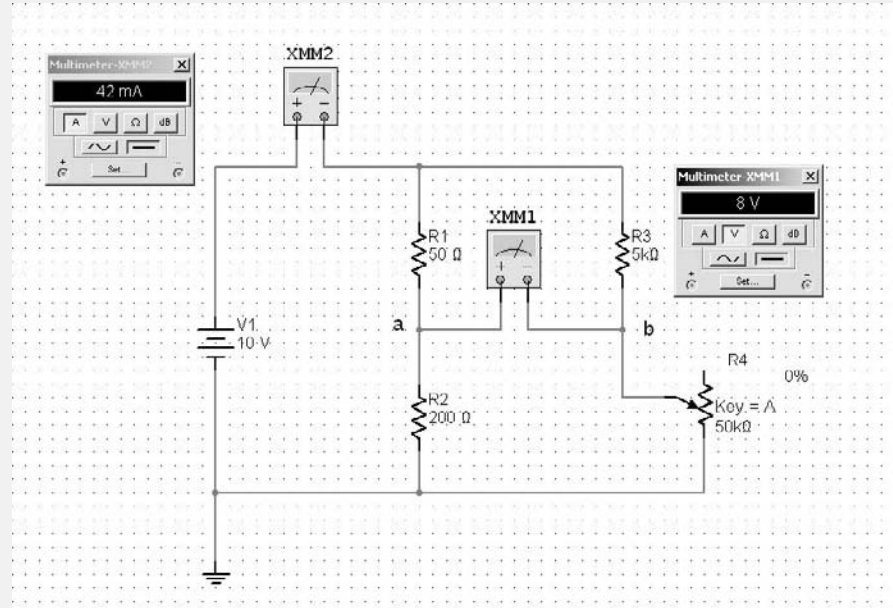 XMM2
Multimeter-XMM2
42 mA
A V Ω dB
Set...
+ -
+ -
XMM1
Multimeter XMM1
8 V
A V Ω dB
Set...
+ -
+ -
R1
50 Ω
R3
5kΩ
a
b
V1
10 V
R4
0%
R2
200 Ω
Key = A
50kΩ